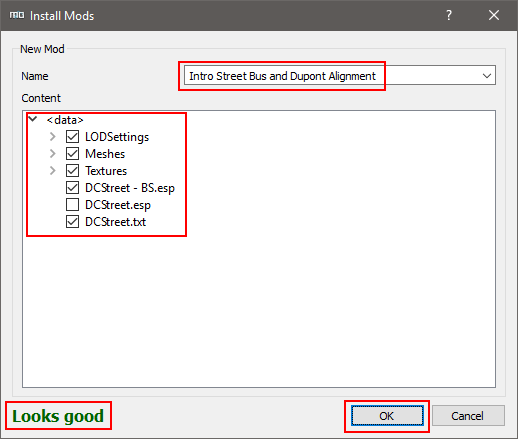 Install Mods
?
New Mod
Name
Intro Street Bus and Dupont Alignment
Content
<data>
LODSettings
Meshes
Textures
DCStreet - BS.esp
DCStreet.esp
DCStreet.txt
Looks good
OK
Cancel